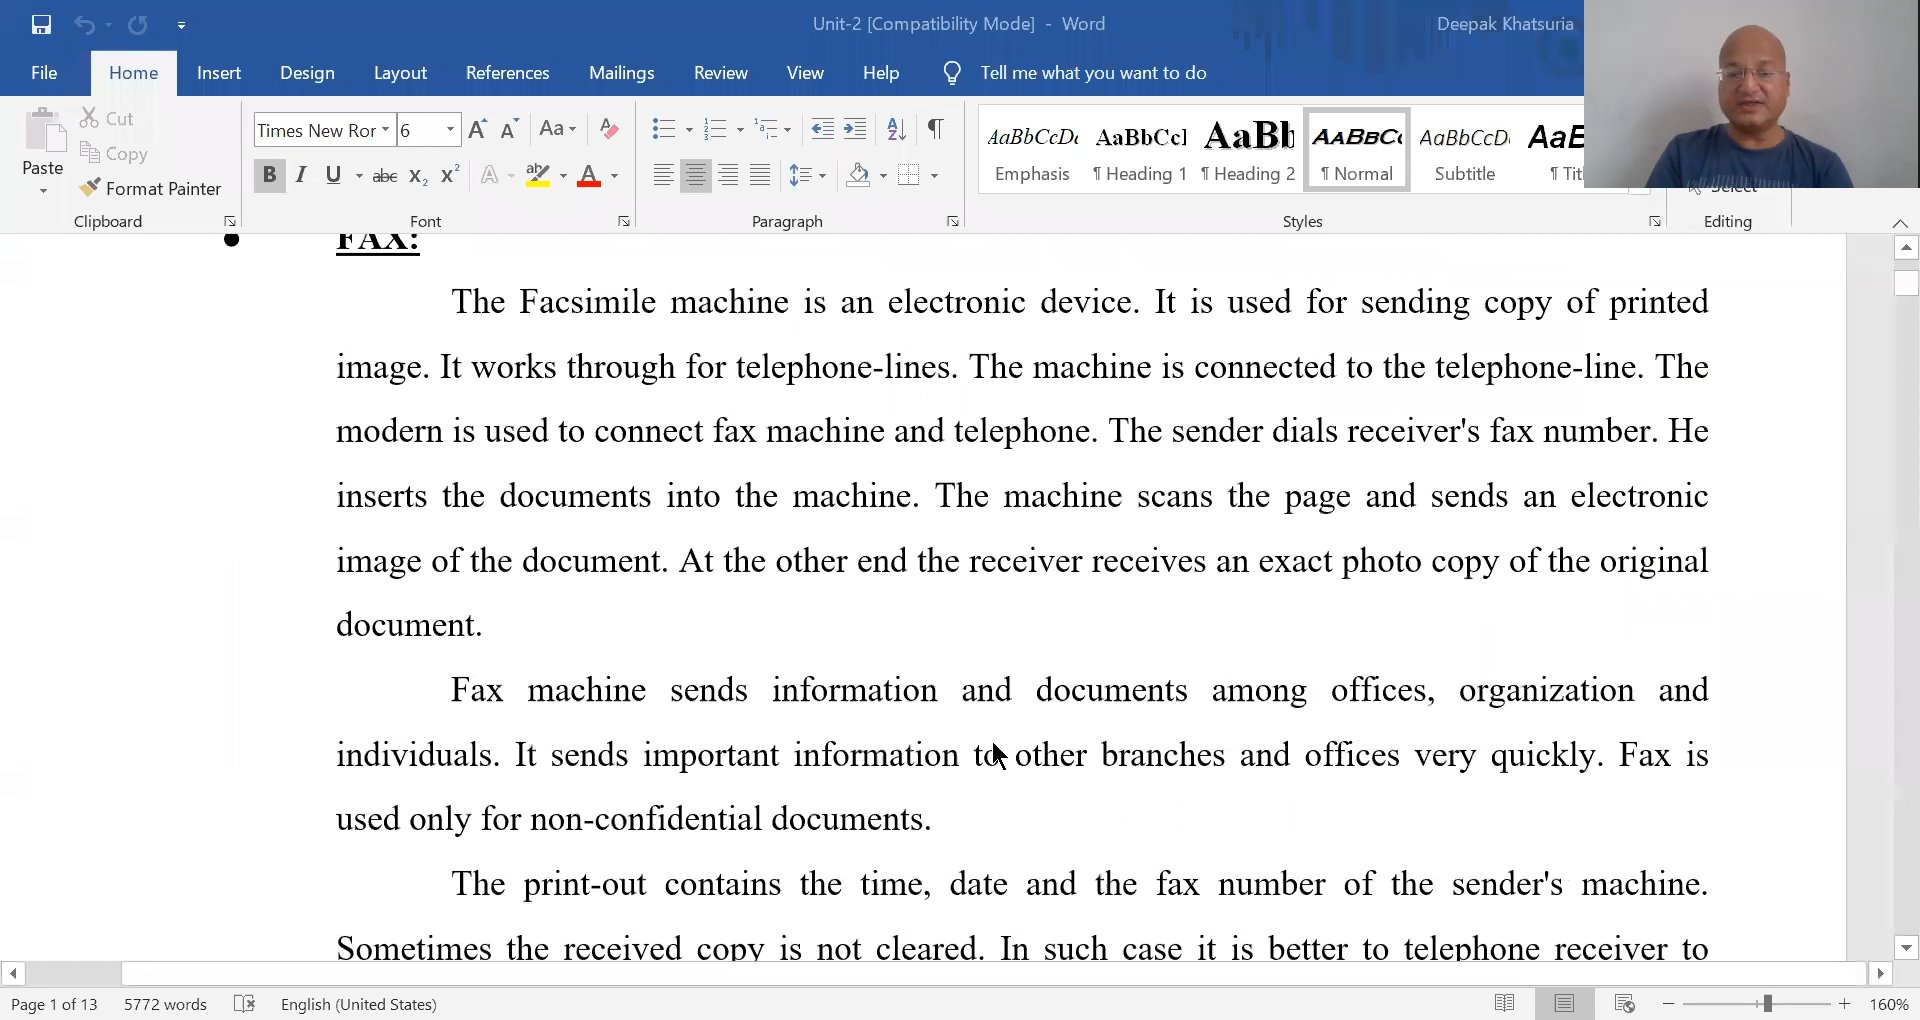 Unit-2 [Compatibility Mode] - Word
Deepak Khatsuria
File Home Insert Design Layout References Mailings Review View Help Tell me what you want to do
Paste
Cut
Copy
Format Painter
Clipboard
Times New Ror 6
Aa
B I U abc X₂ X² A ab A
Font
Paragraph
AaBbCcDc AaBbCcI AaBb AABBCC AaBbCcD AaB
Emphasis ¶ Heading 1 ¶ Heading 2 ¶ Normal Subtitle ¶ Titl
Styles
Select
Editing
FAX:
The Facsimile machine is an electronic device. It is used for sending copy of printed
image. It works through for telephone-lines. The machine is connected to the telephone-line. The
modern is used to connect fax machine and telephone. The sender dials receiver's fax number. He
inserts the documents into the machine. The machine scans the page and sends an electronic
image of the document. At the other end the receiver receives an exact photo copy of the original
document.
Fax machine sends information and documents among offices, organization and
individuals. It sends important information to other branches and offices very quickly. Fax is
used only for non-confidential documents.
The print-out contains the time, date and the fax number of the sender's machine.
Sometimes the received copy is not cleared. In such case it is better to telephone receiver to
Page 1 of 13 5772 words English (United States) 160%